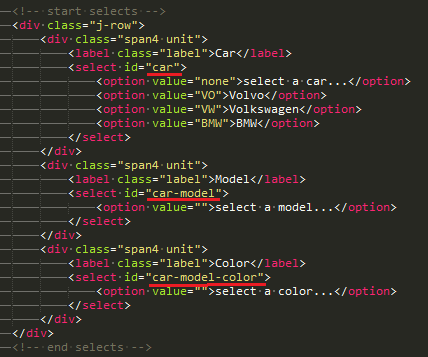 <!-- start selects -->
<div class="j-row">
<div class="span4 unit">
<label class="label">Car</label>
<select id="car">
<option value="none">select a car...</option>
<option value="VO">Volvo</option>
<option value="VW">Volkswagen</option>
<option value="BMW">BMW</option>
</select>
</div>
<div class="span4 unit">
<label class="label">Model</label>
<select id="car-model">
<option value="">select a model...</option>
</select>
</div>
<div class="span4 unit">
<label class="label">Color</label>
<select id="car-model-color">
<option value="">select a color...</option>
</select>
</div>
</div>
<!-- end selects -->